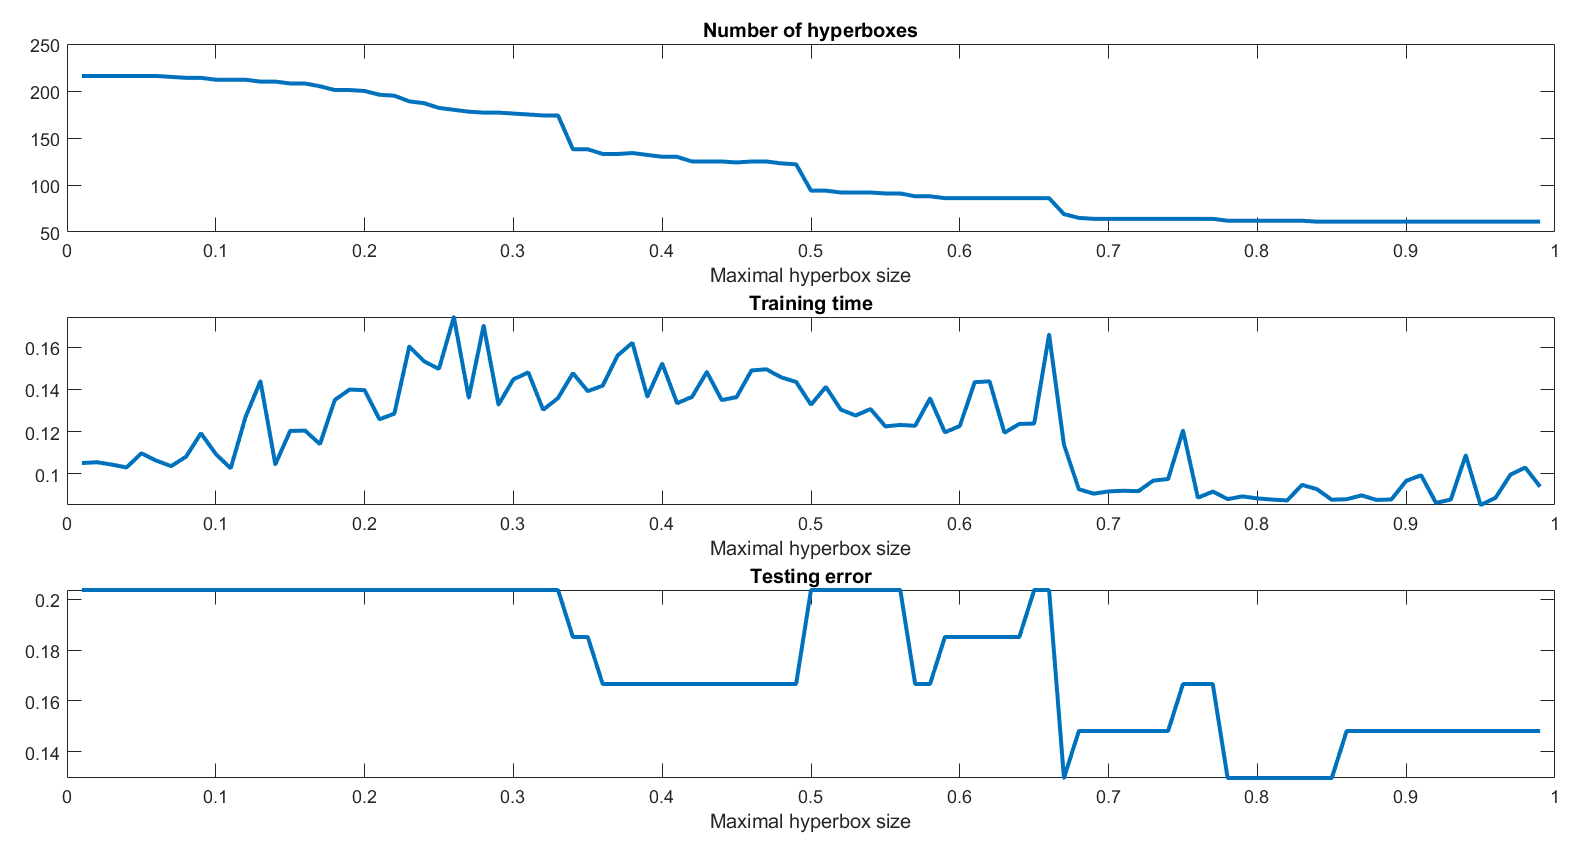 Number of hyperboxes
250
200
150
100
50
0 0.1 0.2 0.3 0.4 0.5 0.6 0.7 0.8 0.9 1
Maximal hyperbox size
Training time
0.16
0.14
0.12
0.1
0 0.1 0.2 0.3 0.4 0.5 0.6 0.7 0.8 0.9 1
Maximal hyperbox size
Testing error
0.2
0.18
0.16
0.14
0 0.1 0.2 0.3 0.4 0.5 0.6 0.7 0.8 0.9 1
Maximal hyperbox size